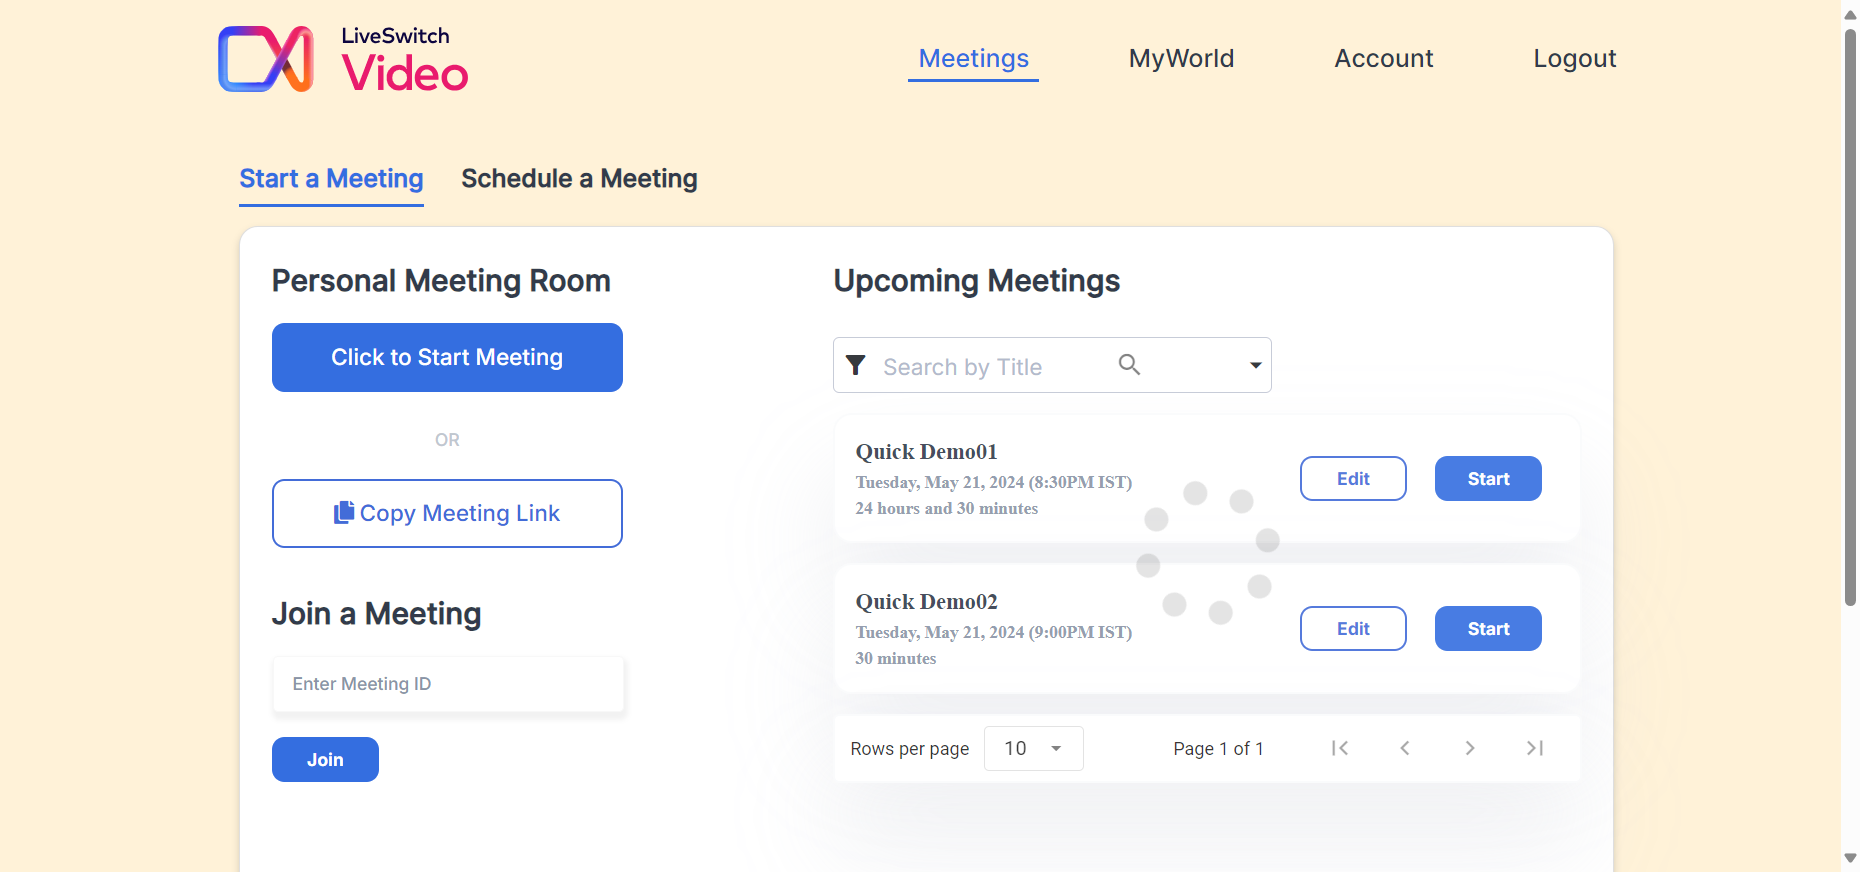 LiveSwitch
Video
Meetings
MyWorld
Account
Logout
Start a Meeting
Schedule a Meeting
Personal Meeting Room
Click to Start Meeting
OR
Copy Meeting Link
Join a Meeting
Enter Meeting ID
Join
Upcoming Meetings
Search by Title
Quick Demo01
Tuesday, May 21, 2024 (8:30PM IST)
24 hours and 30 minutes
Edit
Start
Quick Demo02
Tuesday, May 21, 2024 (9:00PM IST)
30 minutes
Edit
Start
Rows per page
10
Page 1 of 1